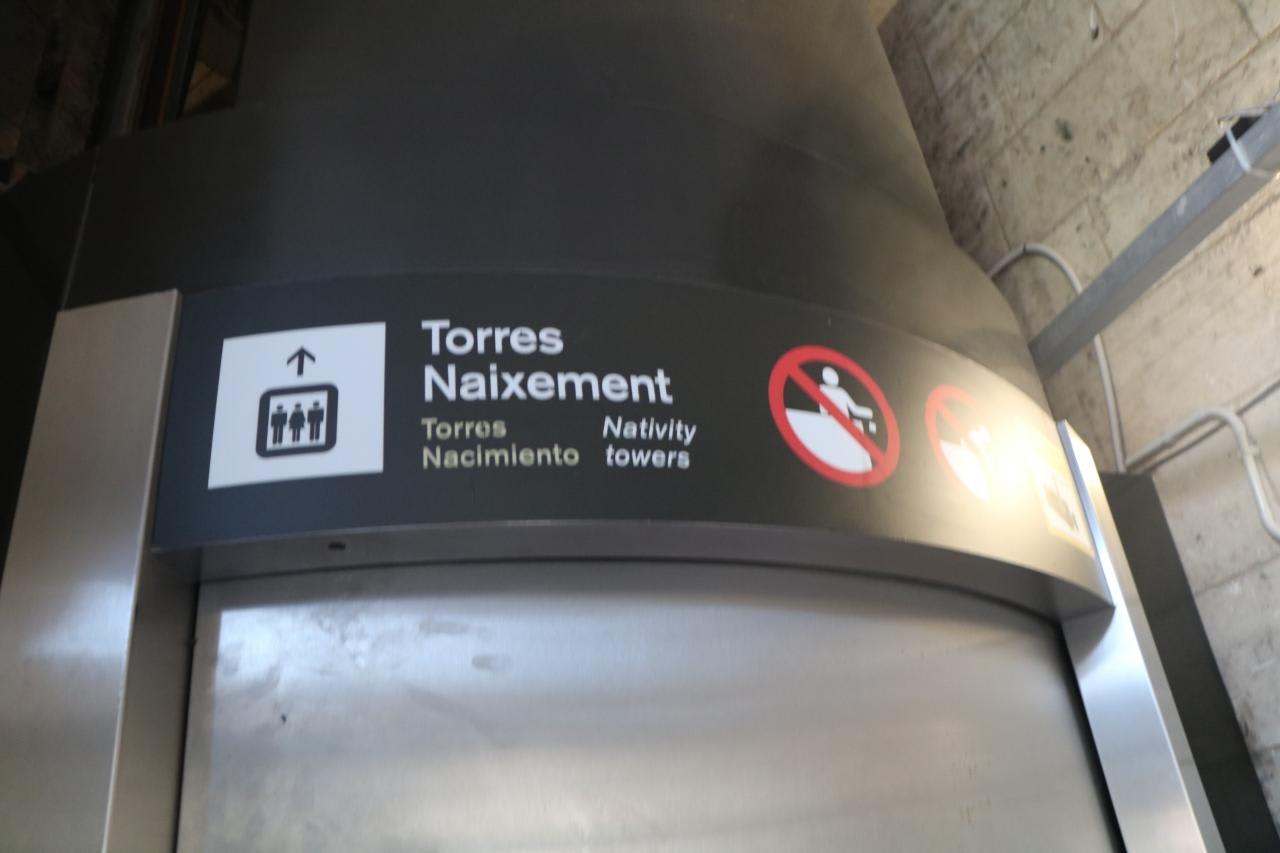 Torres
Naixement
Torres
Nacimiento
Nativity
towers